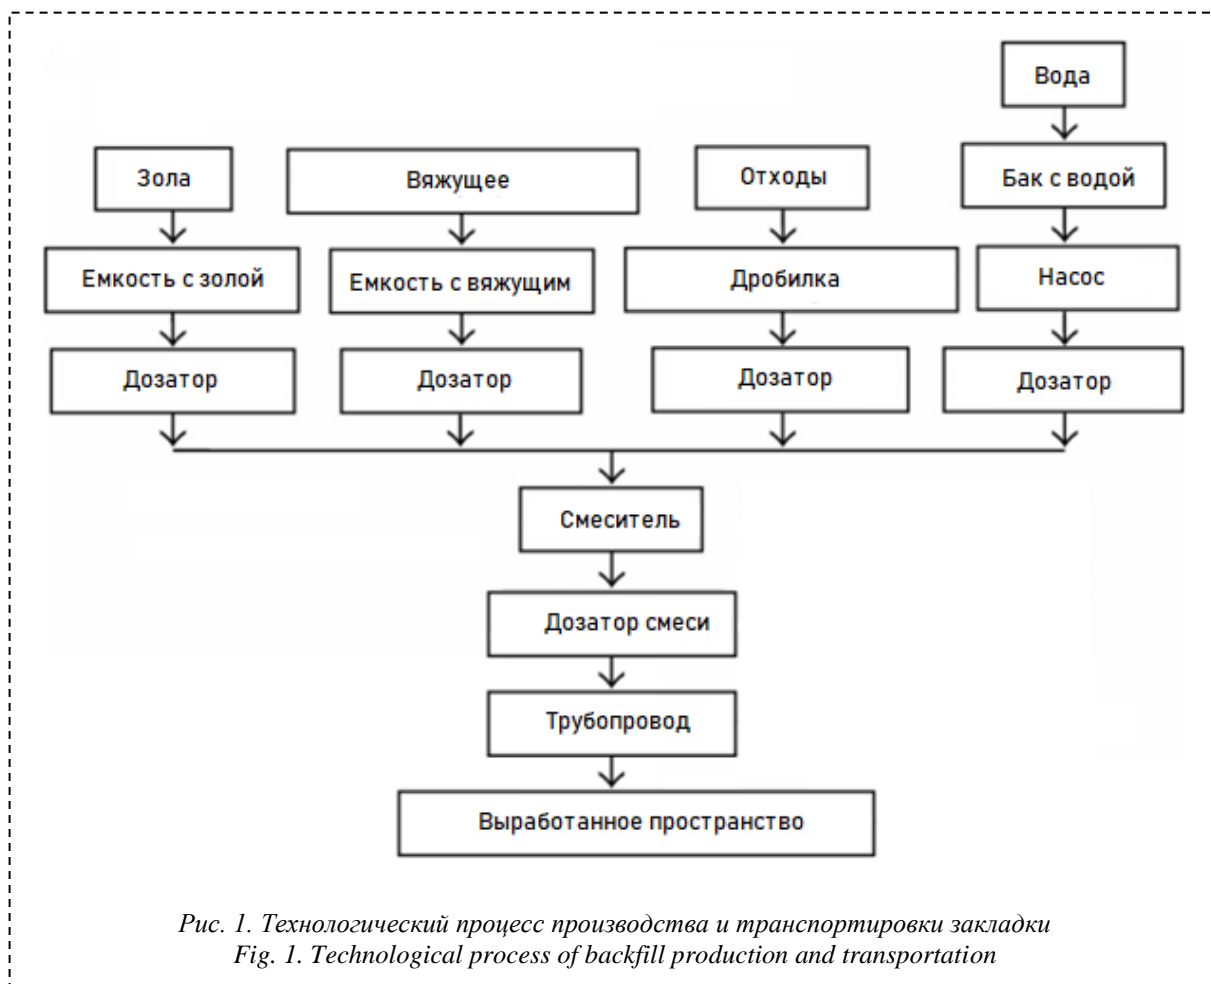 Вода
Зола
Вяжущее
Отходы
Бак с водой
Емкость с золой
Емкость с вяжущим
Дробилка
Насос
Дозатор
Дозатор
Дозатор
Дозатор
Смеситель
Дозатор смеси
Трубопровод
Выработанное пространство
Рис. 1. Технологический процесс производства и транспортировки закладки
Fig. 1. Technological process of backfill production and transportation